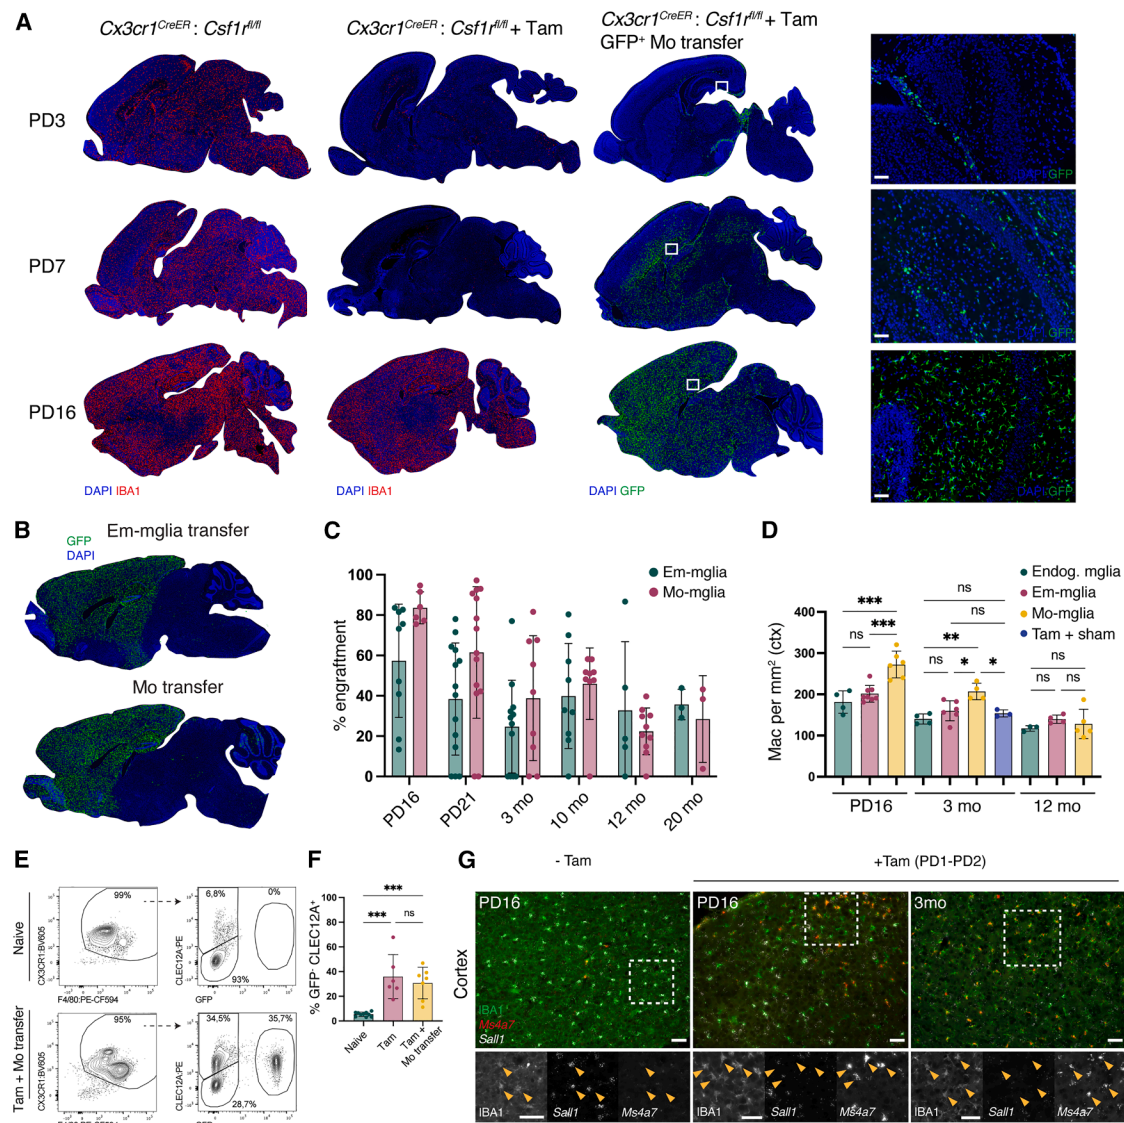 A
Cx3cr1CreER : Csf1rfl/fl
Cx3cr1CreER : Csf1rfl/fl + Tam
Cx3cr1CreER : Csf1rfl/fl + Tam
GFP+ Mo transfer
PD3
DAPI GFP
PD7
DAPI GFP
PD16
DAPI GFP
DAPI IBA1
DAPI IBA1
DAPI GFP
B
Em-mglia transfer
GFP
DAPI
Mo transfer
C
Em-mglia
Mo-mglia
% engraftment
100
80
60
40
20
0
PD16
PD21
3 mo
10 mo
12 mo
20 mo
D
Endog. mglia
Em-mglia
Mo-mglia
Tam + sham
Mac per mm2 (ctx)
400
300
200
100
0
ns
ns
***
***
ns
**
ns
*
*
ns
ns
ns
PD16
3 mo
12 mo
E
Naive
99%
CX3CR1:BV605
F4/80:PE-CF594
6,8%
0%
93%
CLEC12A:PE
GFP
Tam + Mo transfer
95%
CX3CR1:BV605
34,5%
35,7%
28,7%
CLEC12A:PE
F
% GFP- CLEC12A+
100
80
60
40
20
0
***
***
ns
Naive
Tam
Tam +
Mo transfer
G
- Tam
+Tam (PD1-PD2)
Cortex
PD16
PD16
3mo
IBA1
Ms4a7
Sall1
IBA1
Sall1
Ms4a7
IBA1
Sall1
Ms4a7
IBA1
Sall1
Ms4a7